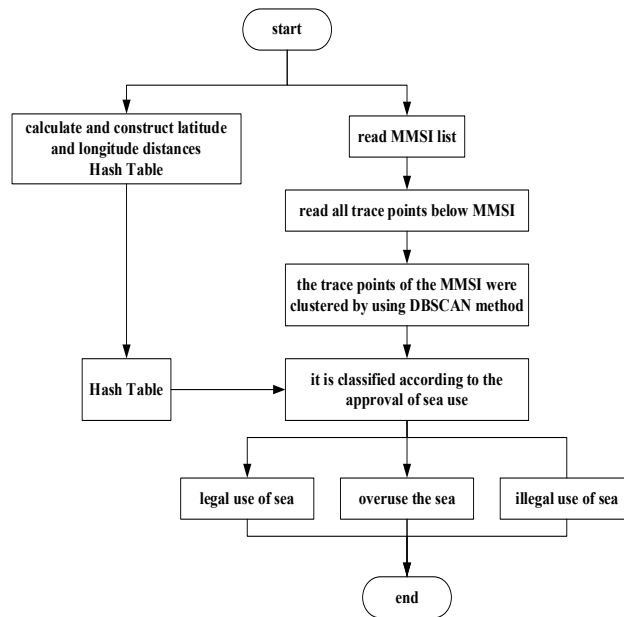 start
calculate and construct latitude
and longitude distances
Hash Table
read MMSI list
read all trace points below MMSI
the trace points of the MMSI were
clustered by using DBSCAN method
Hash Table
it is classified according to the
approval of sea use
legal use of sea
overuse the sea
illegal use of sea
end